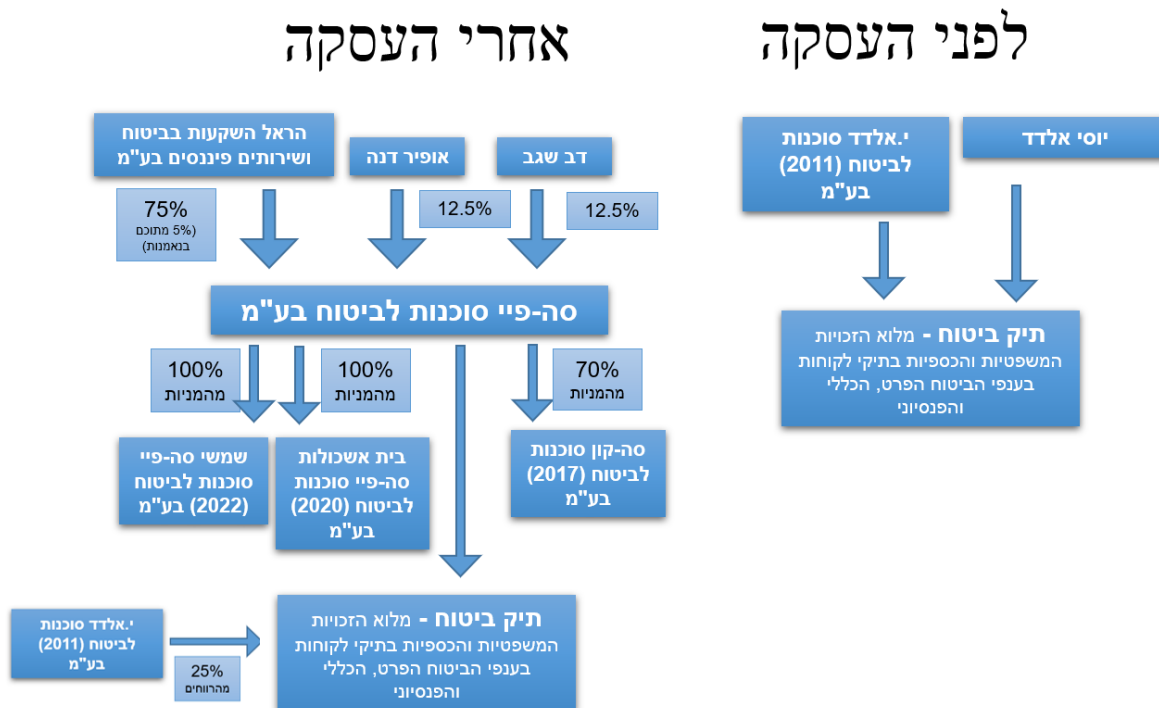 לפני העסקה
אחרי העסקה
יוסי אלדד
י.אלדד סוכנות
לביטוח (2011)
בע"מ
תיק ביטוח - מלוא הזכויות
המשפטיות והכספיות בתיקי לקוחות
בענפי הביטוח הפרט, הכללי
והפנסיוני
דב שגב
אופיר דנה
הראל השקעות בביטוח
ושירותים פיננסים בע"מ
12.5%
12.5%
75%
(5% מתוכם
בנאמנות)
סה-פיי סוכנות לביטוח בע"מ
70%
מהמניות
100%
מהמניות
100%
מהמניות
סה-קון סוכנות
לביטוח (2017)
בע"מ
בית אשכולות
סה-פיי סוכנות
לביטוח (2020)
בע"מ
שמשי סה-פיי
סוכנות לביטוח
(2022) בע"מ
תיק ביטוח - מלוא הזכויות
המשפטיות והכספיות בתיקי לקוחות
בענפי הביטוח הפרט, הכללי
והפנסיוני
י.אלדד סוכנות
לביטוח (2011)
בע"מ
25%
מהרווחים